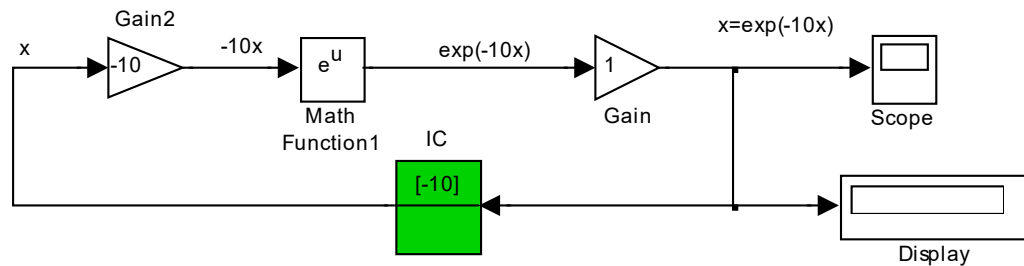 Gain2
x=exp(-10x)
x
-10x
exp(-10x)
-10
e^u
1
Math
Function1
Gain
Scope
IC
[-10]
Display